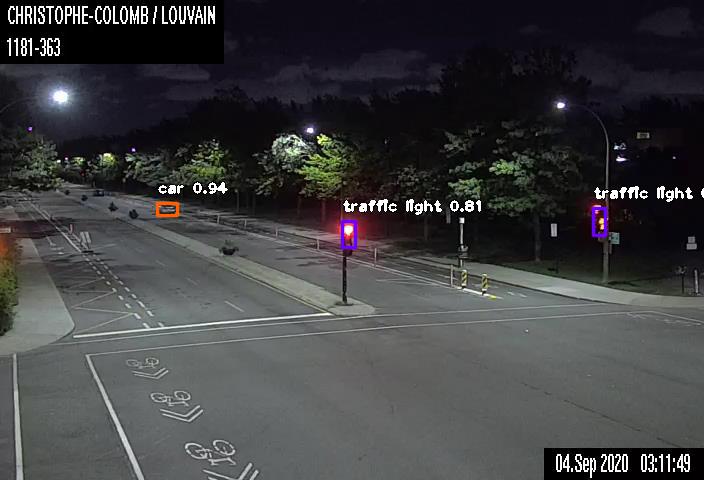 CHRISTOPHE-COLOMB / LOUVAIN
1181-363
car 0.94
traffic light 0.81
traffic light
04.Sep 2020 03:11:49